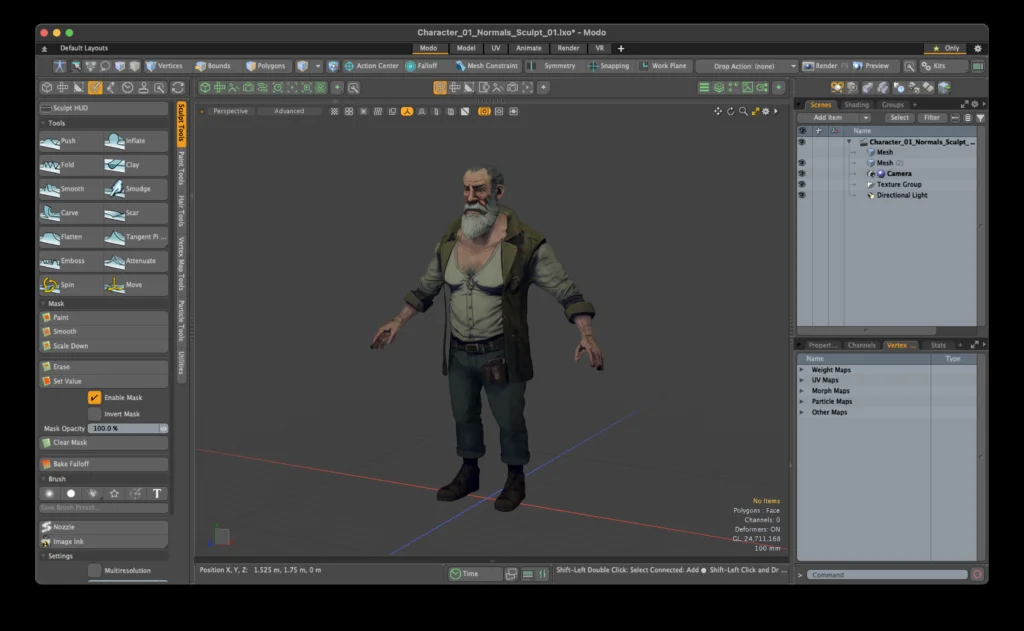 Character_01_Normals_Sculpt_01.lxo* - Modo
Default Layouts
Modo Model UV Animate Render VR + Only
Vertices Bounds Polygons Action Center Falloff Mesh Constraint Symmetry Snapping Work Plane Drop Action: (none) Render Preview Kits
Sculpt HUD
Tools
Push Inflate
Fold Clay
Smooth Smudge
Carve Scar
Flatten Tangent Pi ...
Emboss Attenuate
Spin Move
Mask
Paint
Smooth
Scale Down
Erase
Set Value
Enable Mask
Invert Mask
Mask Opacity 100.0 %
Clear Mask
Bake Falloff
Brush
T
Save Brush Preset...
Nozzle
Image Ink
Settings
Multiresolution
Sculpt Tools
Paint Tools
Hair Tools
Vertex Map Tools
Particle Tools
Utilities
Perspective Advanced
No Items
Polygons : Face
Channels: 0
Deformers: ON
GL: 24,711,168
100 mm
Position X, Y, Z: 1.525 m, 1.75 m, 0 m
Time
Shift-Left Double Click: Select Connected: Add ● Shift-Left Click and Dr ...
Scenes Shading Groups +
Add Item Select Filter
Name
Character_01_Normals_Sculpt_ ...
Mesh
Mesh (2)
Camera
Texture Group
Directional Light
Propert... Channels Vertex ... Stats +
Name Type
Weight Maps
UV Maps
Morph Maps
Particle Maps
Other Maps
Command